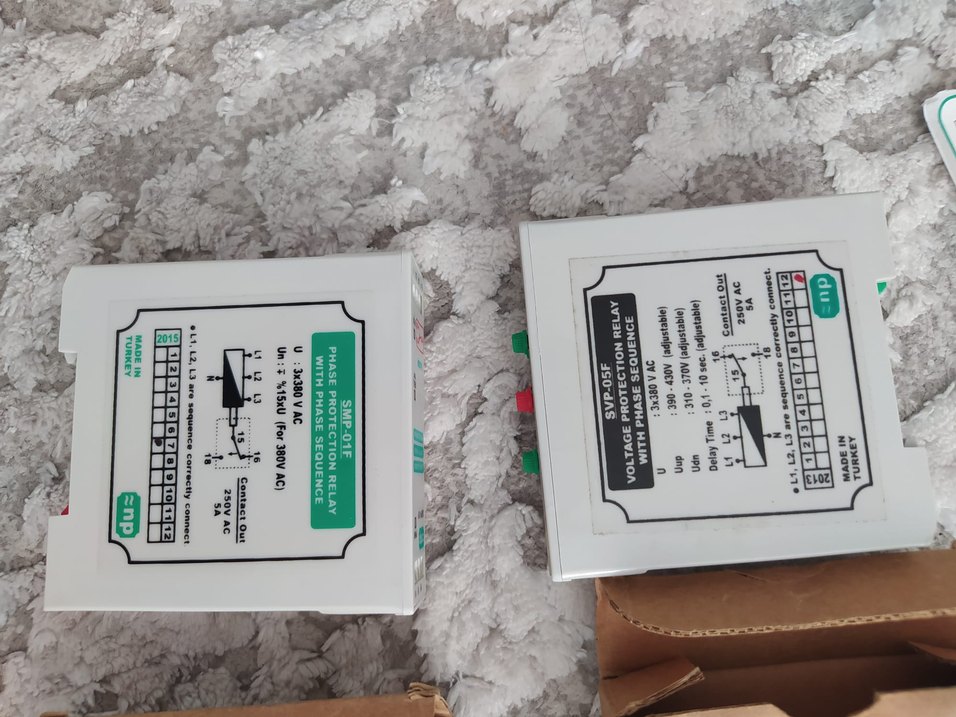 SMP-01F
PHASE PROTECTION RELAY
WITH PHASE SEQUENCE
U : 3x380 V AC
Un : ∓ %15xU (For 380V AC)
L1 L2 L3
N
15
16
18
Contact Out
250V AC
5A
• L1, L2, L3 are sequence correctly connect.
2015 1 2 3 4 5 6 7 8 9 10 11 12
MADE IN
TURKEY
≈np
SVP-05F
VOLTAGE PROTECTION RELAY
WITH PHASE SEQUENCE
U : 3x380 V AC
Uup : 390 - 430V (adjustable)
Udn : 310 - 370V (adjustable)
Delay Time : 0,1 - 10 sec. (adjustable)
L1 L2 L3
N
15
16
18
Contact Out
250V AC
5A
• L1, L2, L3 are sequence correctly connect.
2013 1 2 3 4 5 6 7 8 9 10 11 12
MADE IN
TURKEY
≈np